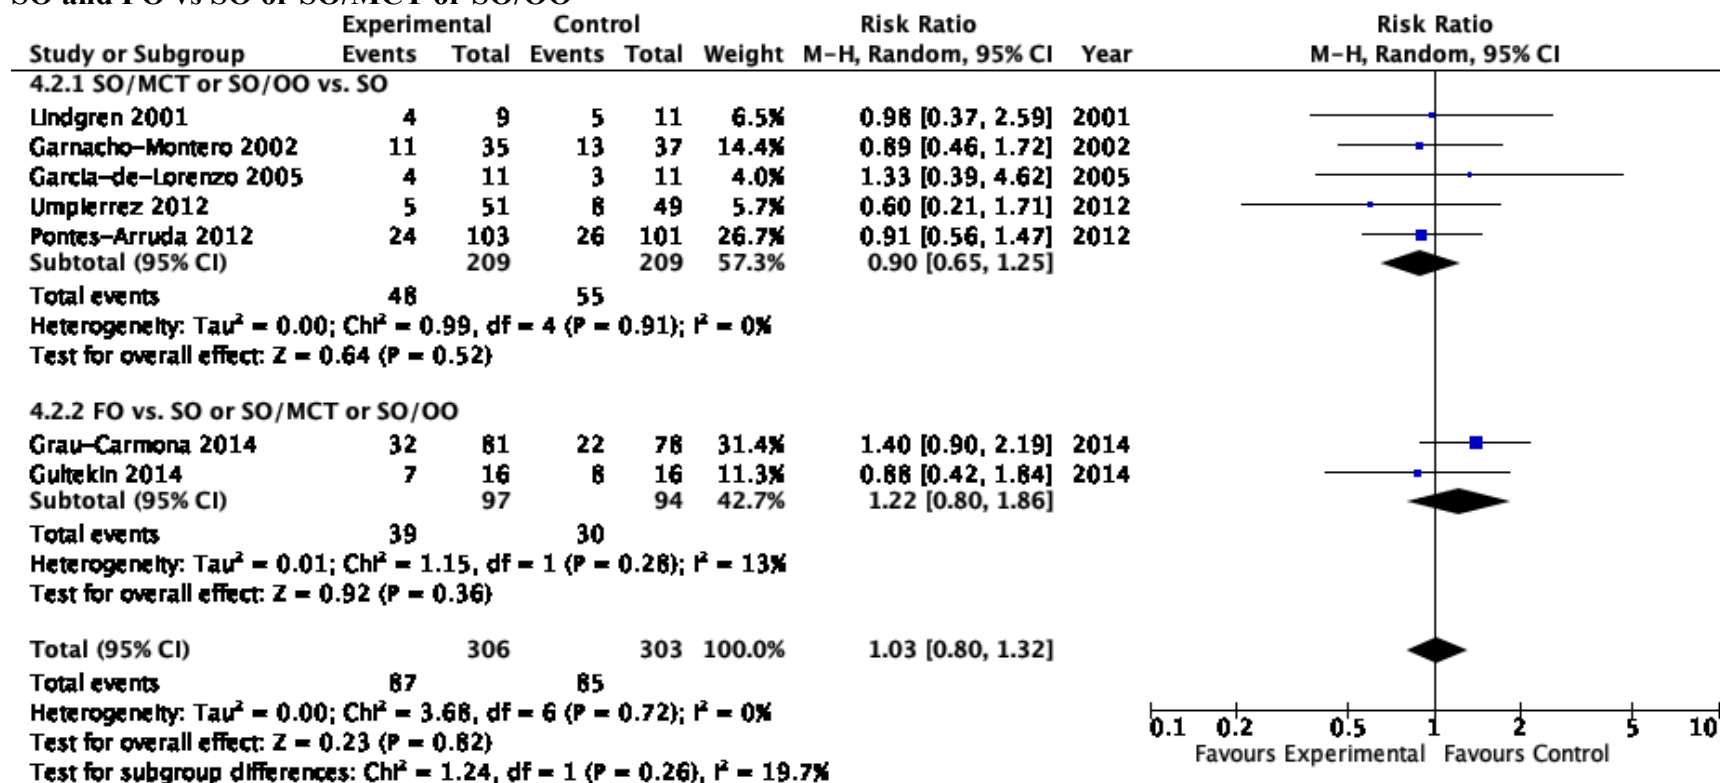 SO and FO vs SO or SO/MCT or SO/OO
Experimental Control Risk Ratio Risk Ratio
Study or Subgroup Events Total Events Total Weight M-H, Random, 95% CI Year M-H, Random, 95% CI
4.2.1 SO/MCT or SO/OO vs. SO
Lindgren 2001 4 9 5 11 6.5% 0.98 [0.37, 2.59] 2001
Garnacho-Montero 2002 11 35 13 37 14.4% 0.89 [0.46, 1.72] 2002
Garcia-de-Lorenzo 2005 4 11 3 11 4.0% 1.33 [0.39, 4.62] 2005
Umpierrez 2012 5 51 8 49 5.7% 0.60 [0.21, 1.71] 2012
Pontes-Arruda 2012 24 103 26 101 26.7% 0.91 [0.56, 1.47] 2012
Subtotal (95% CI) 209 209 57.3% 0.90 [0.65, 1.25]
Total events 48 55
Heterogeneity: Tau² = 0.00; Chi² = 0.99, df = 4 (P = 0.91); I² = 0%
Test for overall effect: Z = 0.64 (P = 0.52)
4.2.2 FO vs. SO or SO/MCT or SO/OO
Grau-Carmona 2014 32 81 22 78 31.4% 1.40 [0.90, 2.19] 2014
Gultekin 2014 7 16 8 16 11.3% 0.88 [0.42, 1.84] 2014
Subtotal (95% CI) 97 94 42.7% 1.22 [0.80, 1.86]
Total events 39 30
Heterogeneity: Tau² = 0.01; Chi² = 1.15, df = 1 (P = 0.28); I² = 13%
Test for overall effect: Z = 0.92 (P = 0.36)
Total (95% CI) 306 303 100.0% 1.03 [0.80, 1.32]
Total events 87 85
Heterogeneity: Tau² = 0.00; Chi² = 3.68, df = 6 (P = 0.72); I² = 0%
Test for overall effect: Z = 0.23 (P = 0.82)
Test for subgroup differences: Chi² = 1.24, df = 1 (P = 0.26), I² = 19.7%
0.1 0.2 0.5 1 2 5 10
Favours Experimental Favours Control